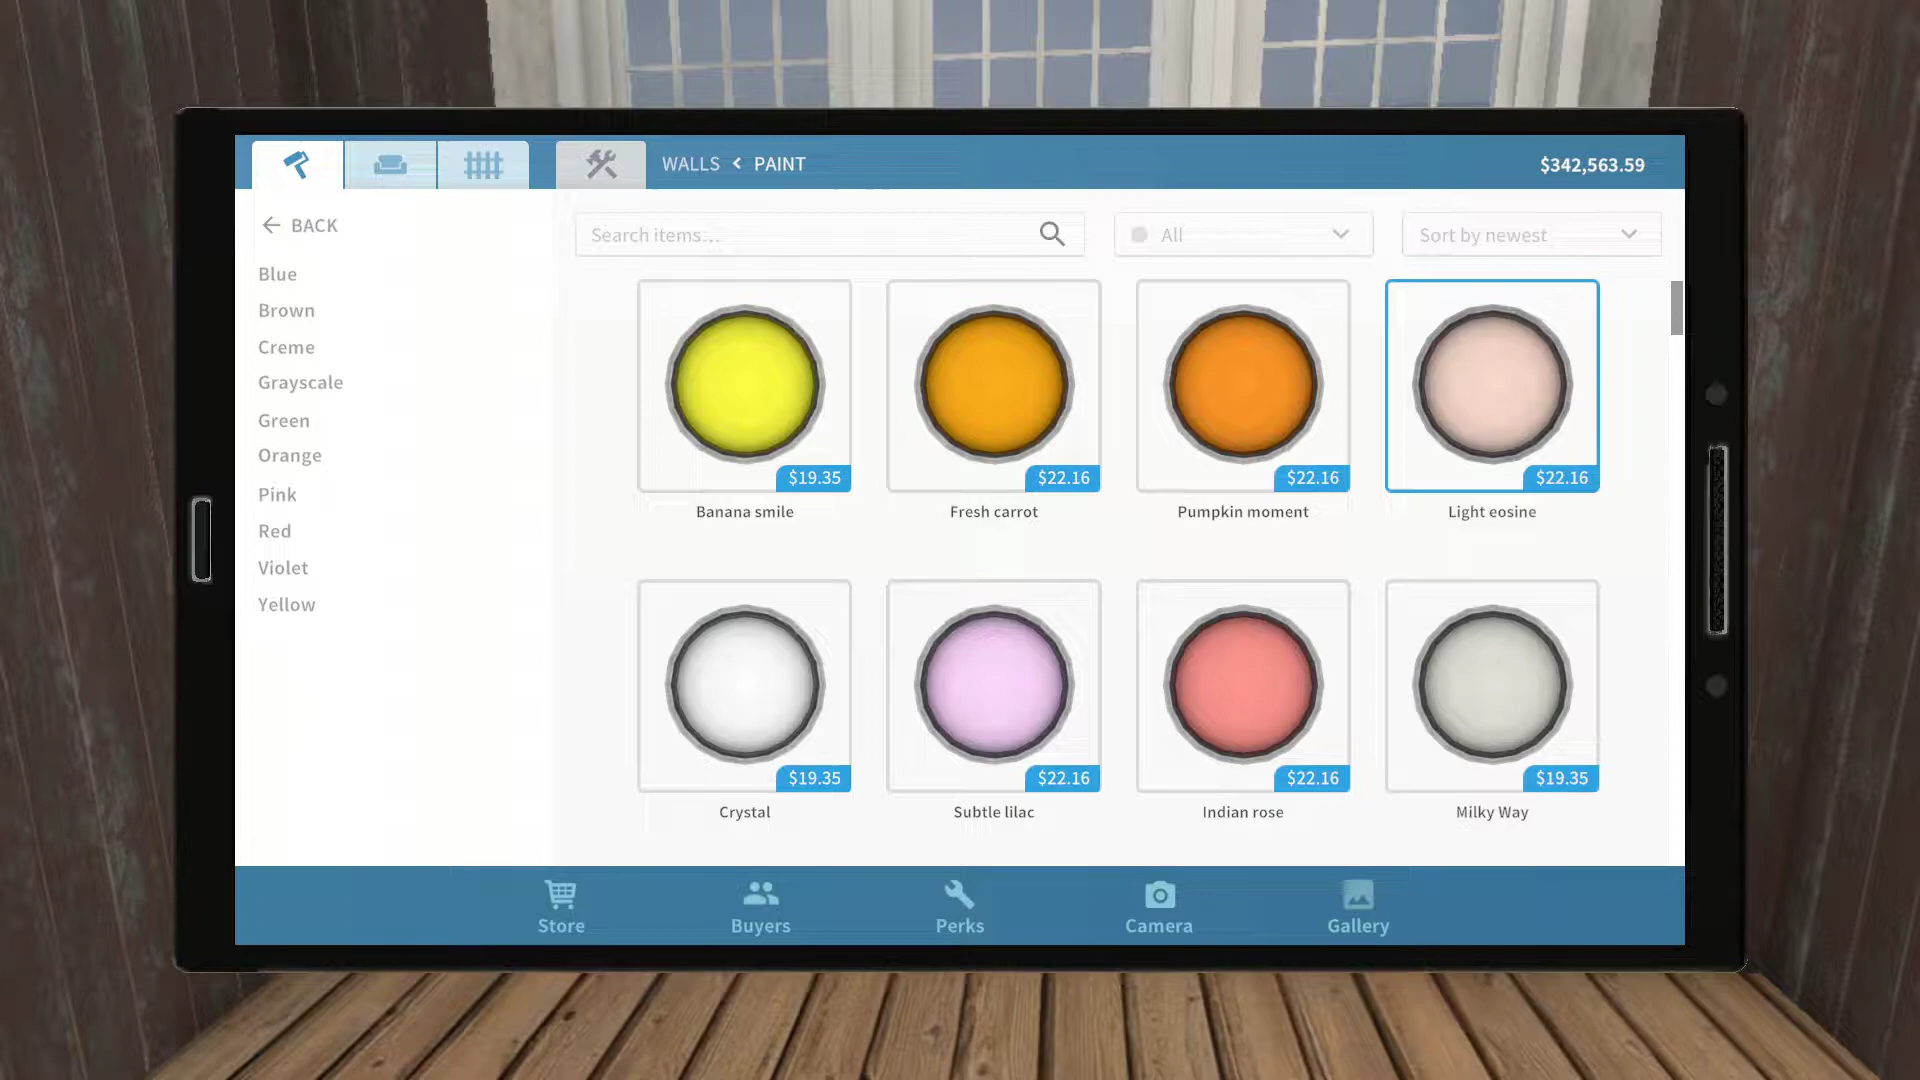 WALLS < PAINT
$342,563.59
BACK
Search items...
All
Sort by newest
Blue
Brown
Creme
Grayscale
Green
Orange
Pink
Red
Violet
Yellow
$19.35
$22.16
$22.16
$22.16
Banana smile
Fresh carrot
Pumpkin moment
Light eosine
$19.35
$22.16
$22.16
$19.35
Crystal
Subtle lilac
Indian rose
Milky Way
Store
Buyers
Perks
Camera
Gallery